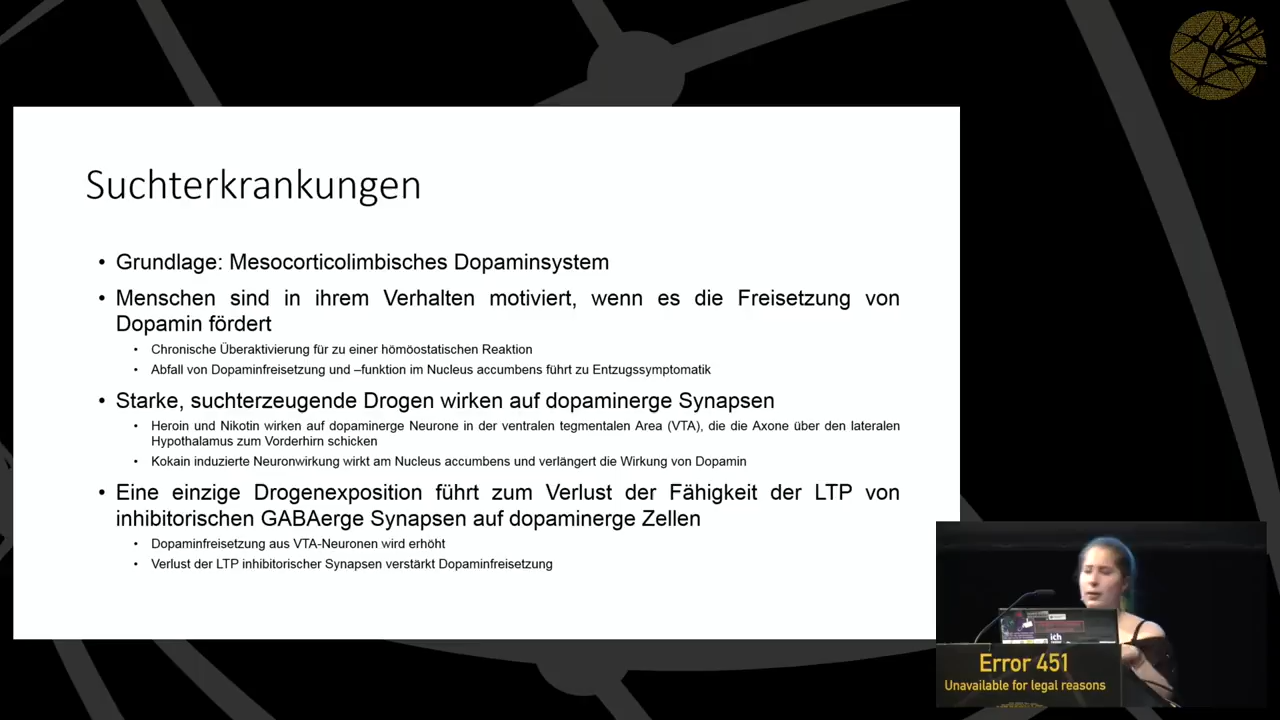 Suchterkrankungen
• Grundlage: Mesocorticolimbisches Dopaminsystem
• Menschen sind in ihrem Verhalten motiviert, wenn es die Freisetzung von
Dopamin fördert
• Chronische Überaktivierung für zu einer hömöostatischen Reaktion
• Abfall von Dopaminfreisetzung und –funktion im Nucleus accumbens führt zu Entzugssymptomatik
• Starke, suchterzeugende Drogen wirken auf dopaminerge Synapsen
• Heroin und Nikotin wirken auf dopaminerge Neurone in der ventralen tegmentalen Area (VTA), die die Axone über den lateralen
Hypothalamus zum Vorderhirn schicken
• Kokain induzierte Neuronwirkung wirkt am Nucleus accumbens und verlängert die Wirkung von Dopamin
• Eine einzige Drogenexposition führt zum Verlust der Fähigkeit der LTP von
inhibitorischen GABAerge Synapsen auf dopaminerge Zellen
• Dopaminfreisetzung aus VTA-Neuronen wird erhöht
• Verlust der LTP inhibitorischer Synapsen verstärkt Dopaminfreisetzung
ich
Error 451
Unavailable for legal reasons